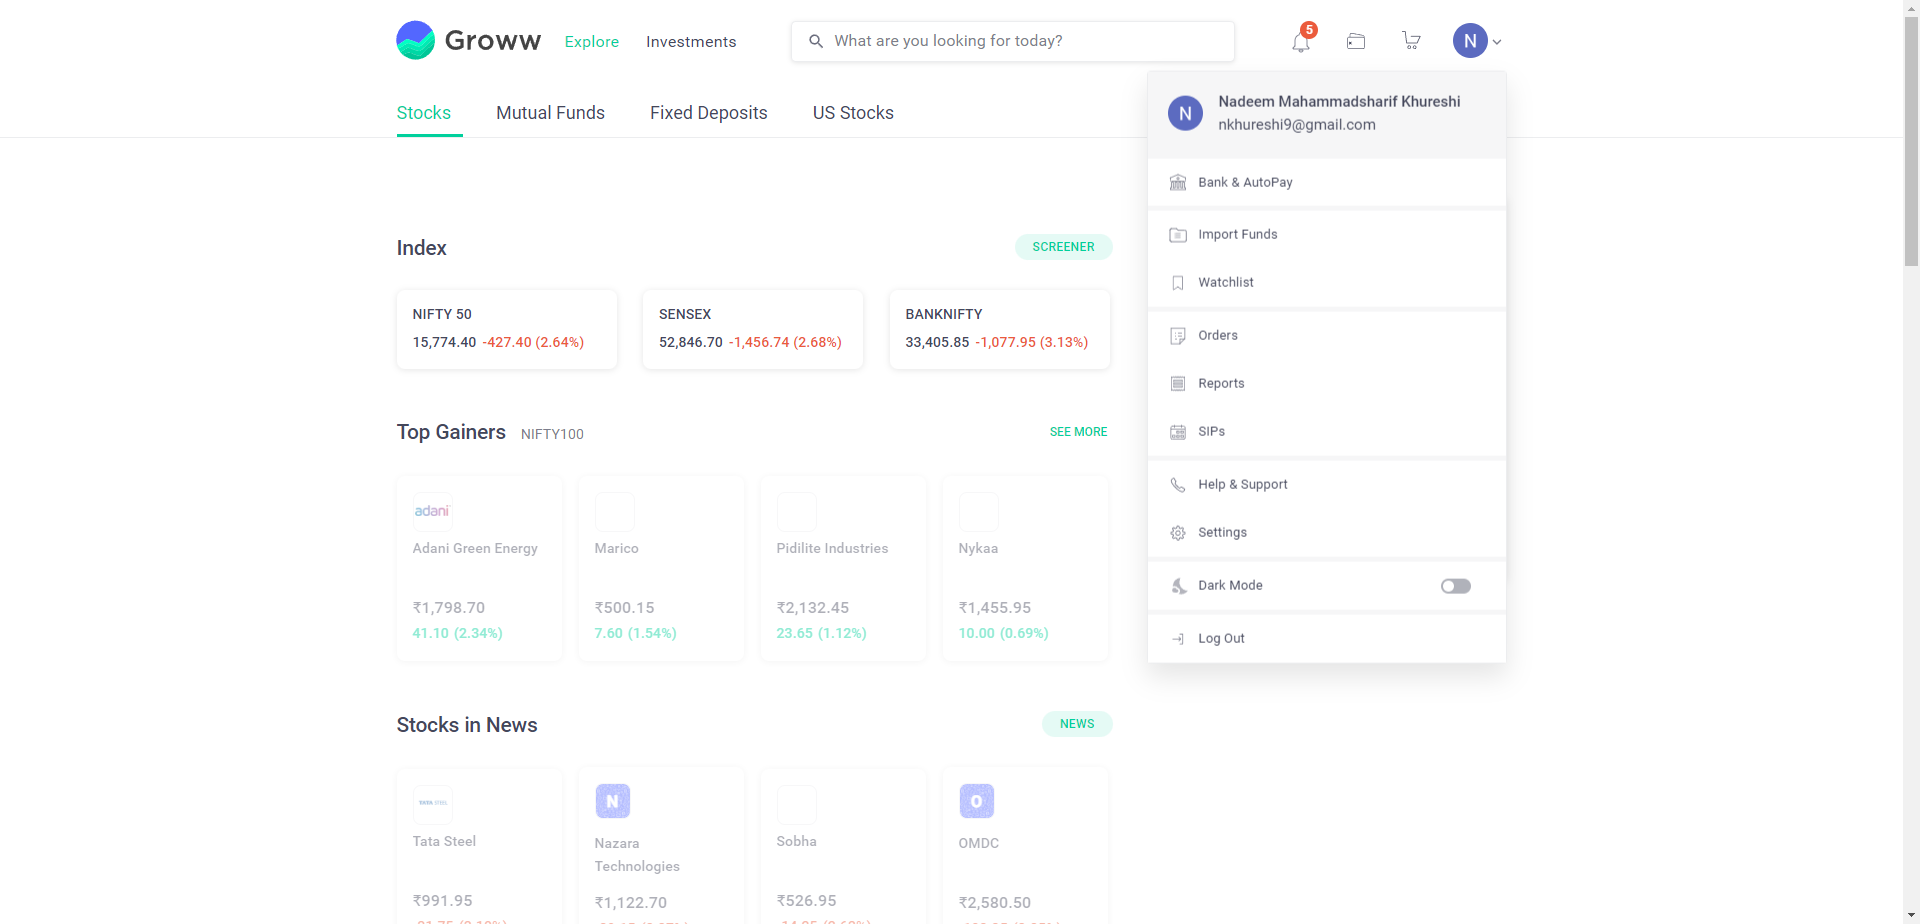 Groww
Explore
Investments
What are you looking for today?
5
N
Stocks
Mutual Funds
Fixed Deposits
US Stocks
N
Nadeem Mahammadsharif Khureshi
nkhureshi9@gmail.com
Bank & AutoPay
Import Funds
Watchlist
Orders
Reports
SIPs
Help & Support
Settings
Dark Mode
Log Out
Index
SCREENER
NIFTY 50
15,774.40 -427.40 (2.64%)
SENSEX
52,846.70 -1,456.74 (2.68%)
BANKNIFTY
33,405.85 -1,077.95 (3.13%)
Top Gainers NIFTY100
SEE MORE
adani
Adani Green Energy
₹1,798.70
41.10 (2.34%)
Marico
₹500.15
7.60 (1.54%)
Pidilite Industries
₹2,132.45
23.65 (1.12%)
Nykaa
₹1,455.95
10.00 (0.69%)
Stocks in News
NEWS
TATA STEEL
Tata Steel
₹991.95
N
Nazara
Technologies
₹1,122.70
Sobha
₹526.95
O
OMDC
₹2,580.50